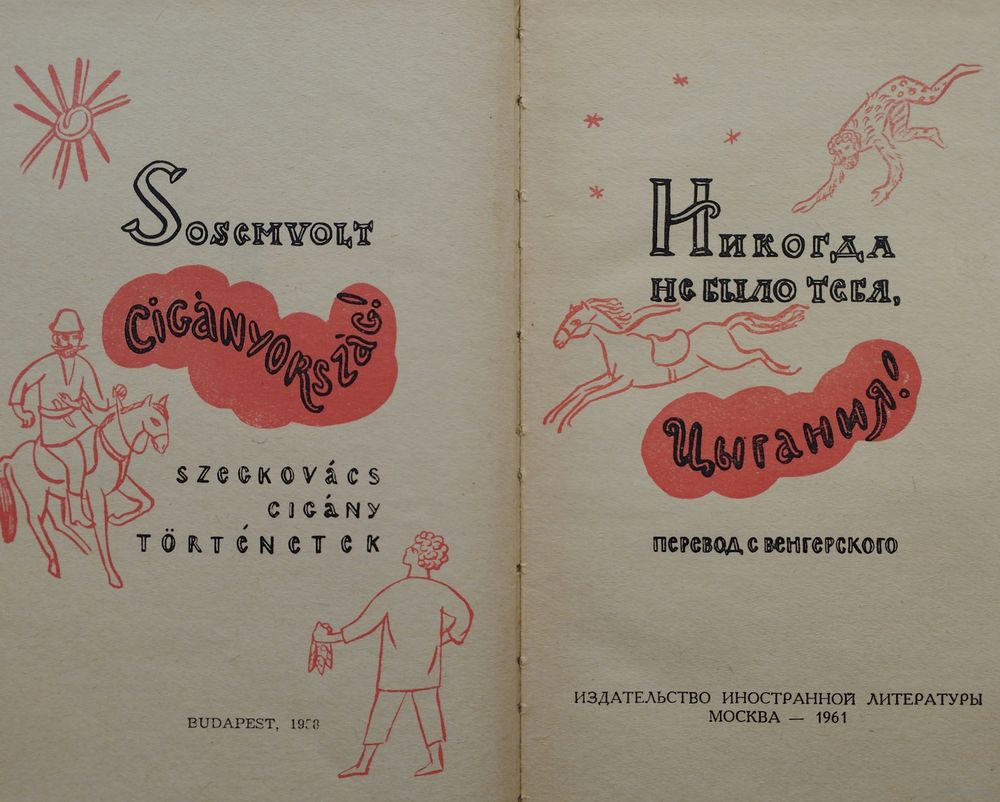 Sosemvolt
Cigányország!
Szegkovács
cigány
történetek
BUDAPEST, 1958
Никогда
не было тебя,
Цыгания!
перевод с венгерского
ИЗДАТЕЛЬСТВО ИНОСТРАННОЙ ЛИТЕРАТУРЫ
МОСКВА — 1961